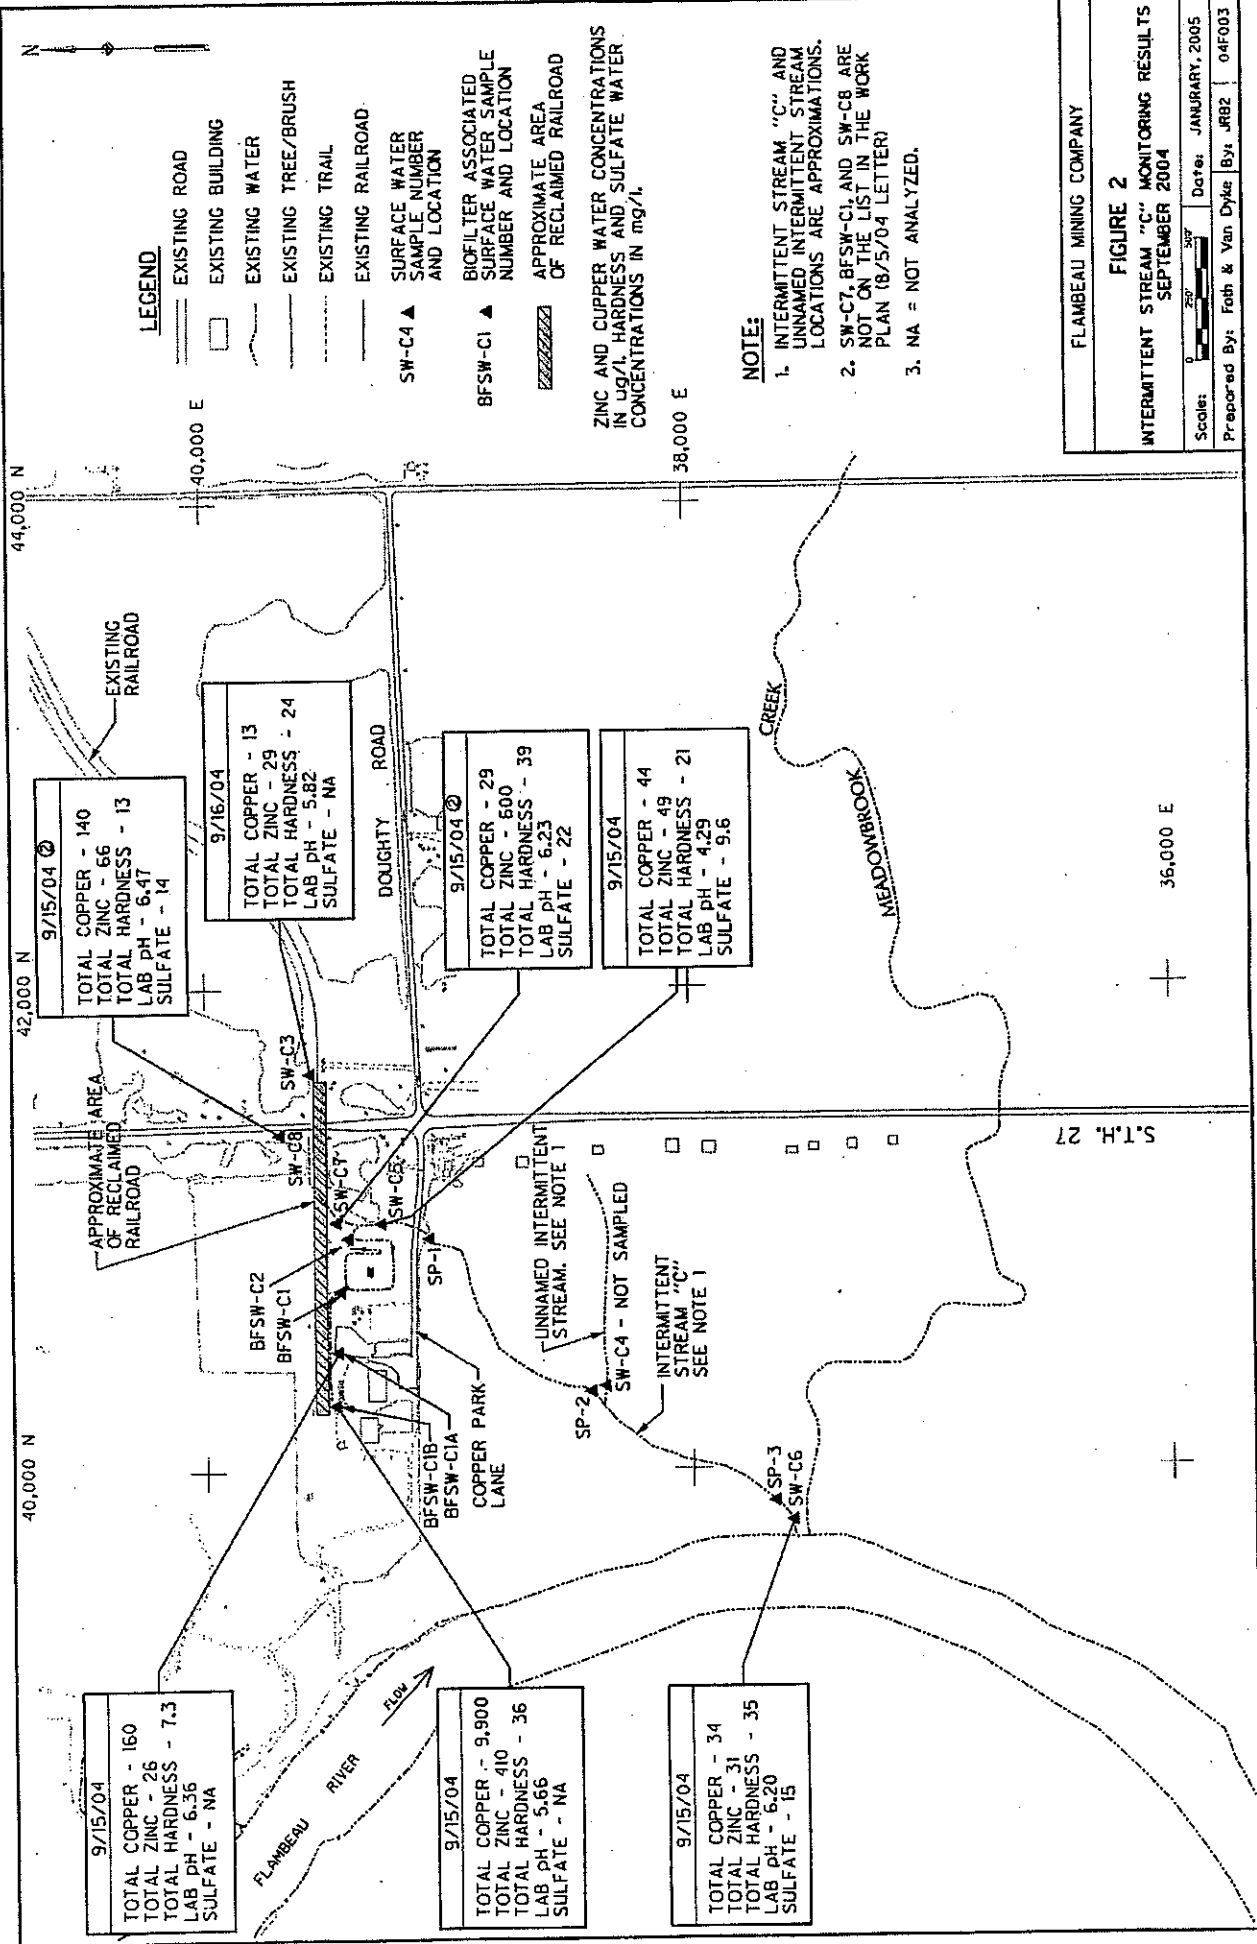 N
LEGEND
EXISTING ROAD
EXISTING BUILDING
EXISTING WATER
EXISTING TREE/BRUSH
EXISTING TRAIL
EXISTING RAILROAD
SW-C4
SURFACE WATER
SAMPLE NUMBER
AND LOCATION
BFSW-C1
BIOFILTER ASSOCIATED
SURFACE WATER SAMPLE
NUMBER AND LOCATION
APPROXIMATE AREA
OF RECLAIMED RAILROAD
ZINC AND CUPPER WATER CONCENTRATIONS
IN ug/l. HARDNESS AND SULFATE WATER
CONCENTRATIONS IN mg/l.
NOTE:
1. INTERMITTENT STREAM "C" AND
UNNAMED INTERMITTENT STREAM
LOCATIONS ARE APPROXIMATIONS.
2. SW-C7, BFSW-C1, AND SW-C8 ARE
NOT ON THE LIST IN THE WORK
PLAN (8/5/04 LETTER)
3. NA = NOT ANALYZED.
FLAMBEAU MINING COMPANY
FIGURE 2
INTERMITTENT STREAM "C" MONITORING RESULTS
SEPTEMBER 2004
Scale: 0 250' 500'
Date: JANURARY, 2005
Prepared By: Foth & Van Dyke
By: JRB2
04F003
40,000 N
42,000 N
44,000 N
40,000 E
38,000 E
36,000 E
EXISTING
RAILROAD
APPROXIMATE AREA
OF RECLAIMED
RAILROAD
9/15/04 ②
TOTAL COPPER - 140
TOTAL ZINC - 66
TOTAL HARDNESS - 13
LAB pH - 6.47
SULFATE - 14
9/16/04
TOTAL COPPER - 13
TOTAL ZINC - 29
TOTAL HARDNESS - 24
LAB pH - 5.82
SULFATE - NA
9/15/04 ②
TOTAL COPPER - 29
TOTAL ZINC - 600
TOTAL HARDNESS - 39
LAB pH - 6.23
SULFATE - 22
9/15/04
TOTAL COPPER - 44
TOTAL ZINC - 49
TOTAL HARDNESS - 21
LAB pH - 4.29
SULFATE - 9.6
9/15/04
TOTAL COPPER - 160
TOTAL ZINC - 26
TOTAL HARDNESS - 7.3
LAB pH - 6.36
SULFATE - NA
9/15/04
TOTAL COPPER - 9,900
TOTAL ZINC - 410
TOTAL HARDNESS - 36
LAB pH - 5.66
SULFATE - NA
9/15/04
TOTAL COPPER - 34
TOTAL ZINC - 31
TOTAL HARDNESS - 35
LAB pH - 6.20
SULFATE - 15
DOUGHTY ROAD
SW-C3
SW-C8
SW-C7
SW-C5
BFSW-C2
BFSW-C1
SP-1
BFSW-C1B
BFSW-C1A
COPPER PARK
LANE
UNNAMED INTERMITTENT
STREAM. SEE NOTE 1
SP-2
SW-C4 - NOT SAMPLED
INTERMITTENT
STREAM "C"
SEE NOTE 1
SP-3
SW-C6
S.T.H. 27
MEADOWBROOK
CREEK
FLAMBEAU
RIVER
FLOW